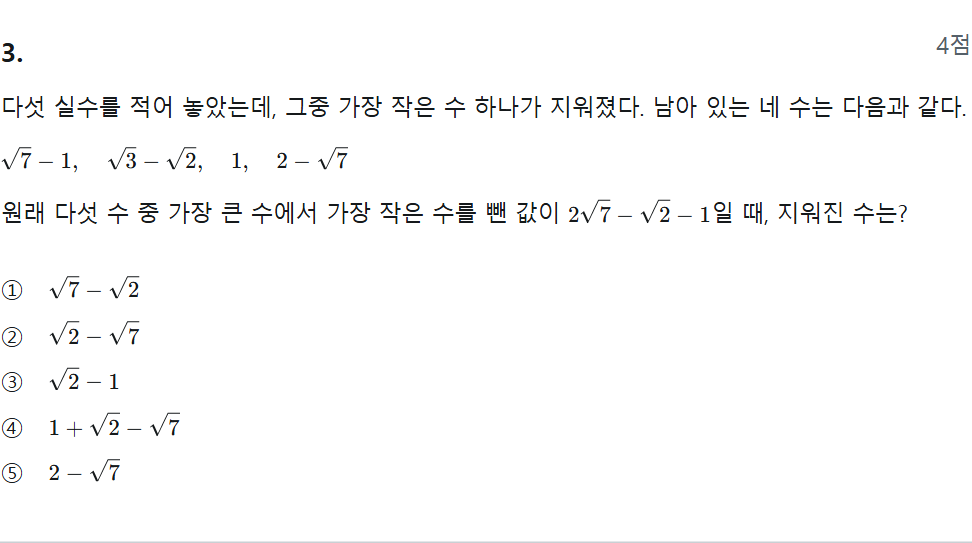 3.
4점
다섯 실수를 적어 놓았는데, 그중 가장 작은 수 하나가 지워졌다. 남아 있는 네 수는 다음과 같다.
√7 − 1, √3 − √2, 1, 2 − √7
원래 다섯 수 중 가장 큰 수에서 가장 작은 수를 뺀 값이 2√7 − √2 − 1일 때, 지워진 수는?
① √7 − √2
② √2 − √7
③ √2 − 1
④ 1 + √2 − √7
⑤ 2 − √7